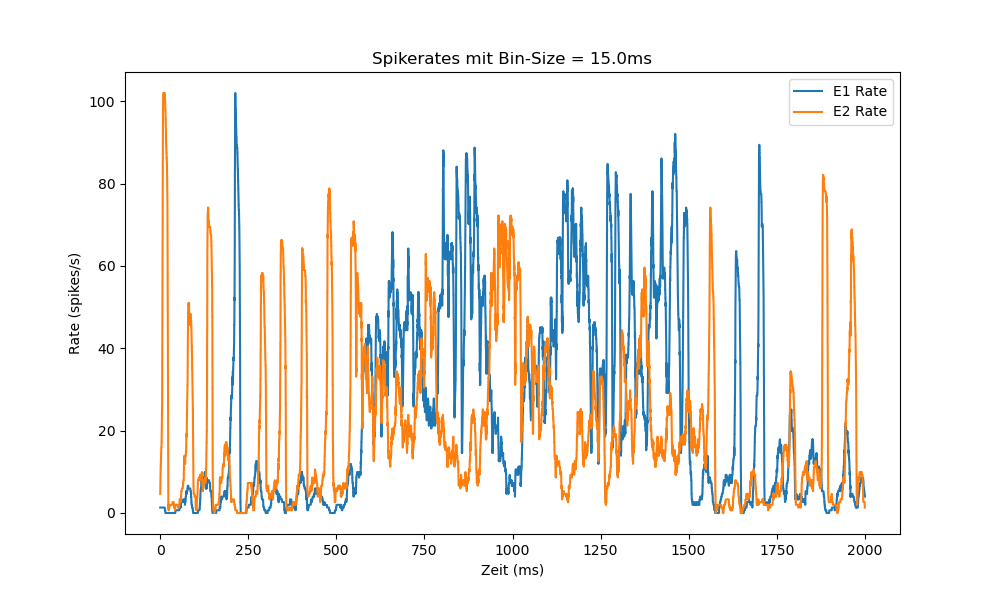 Spikerates mit Bin-Size = 15.0ms
E1 Rate
E2 Rate
Rate (spikes/s)
100
80
60
40
20
0
0 250 500 750 1000 1250 1500 1750 2000
Zeit (ms)